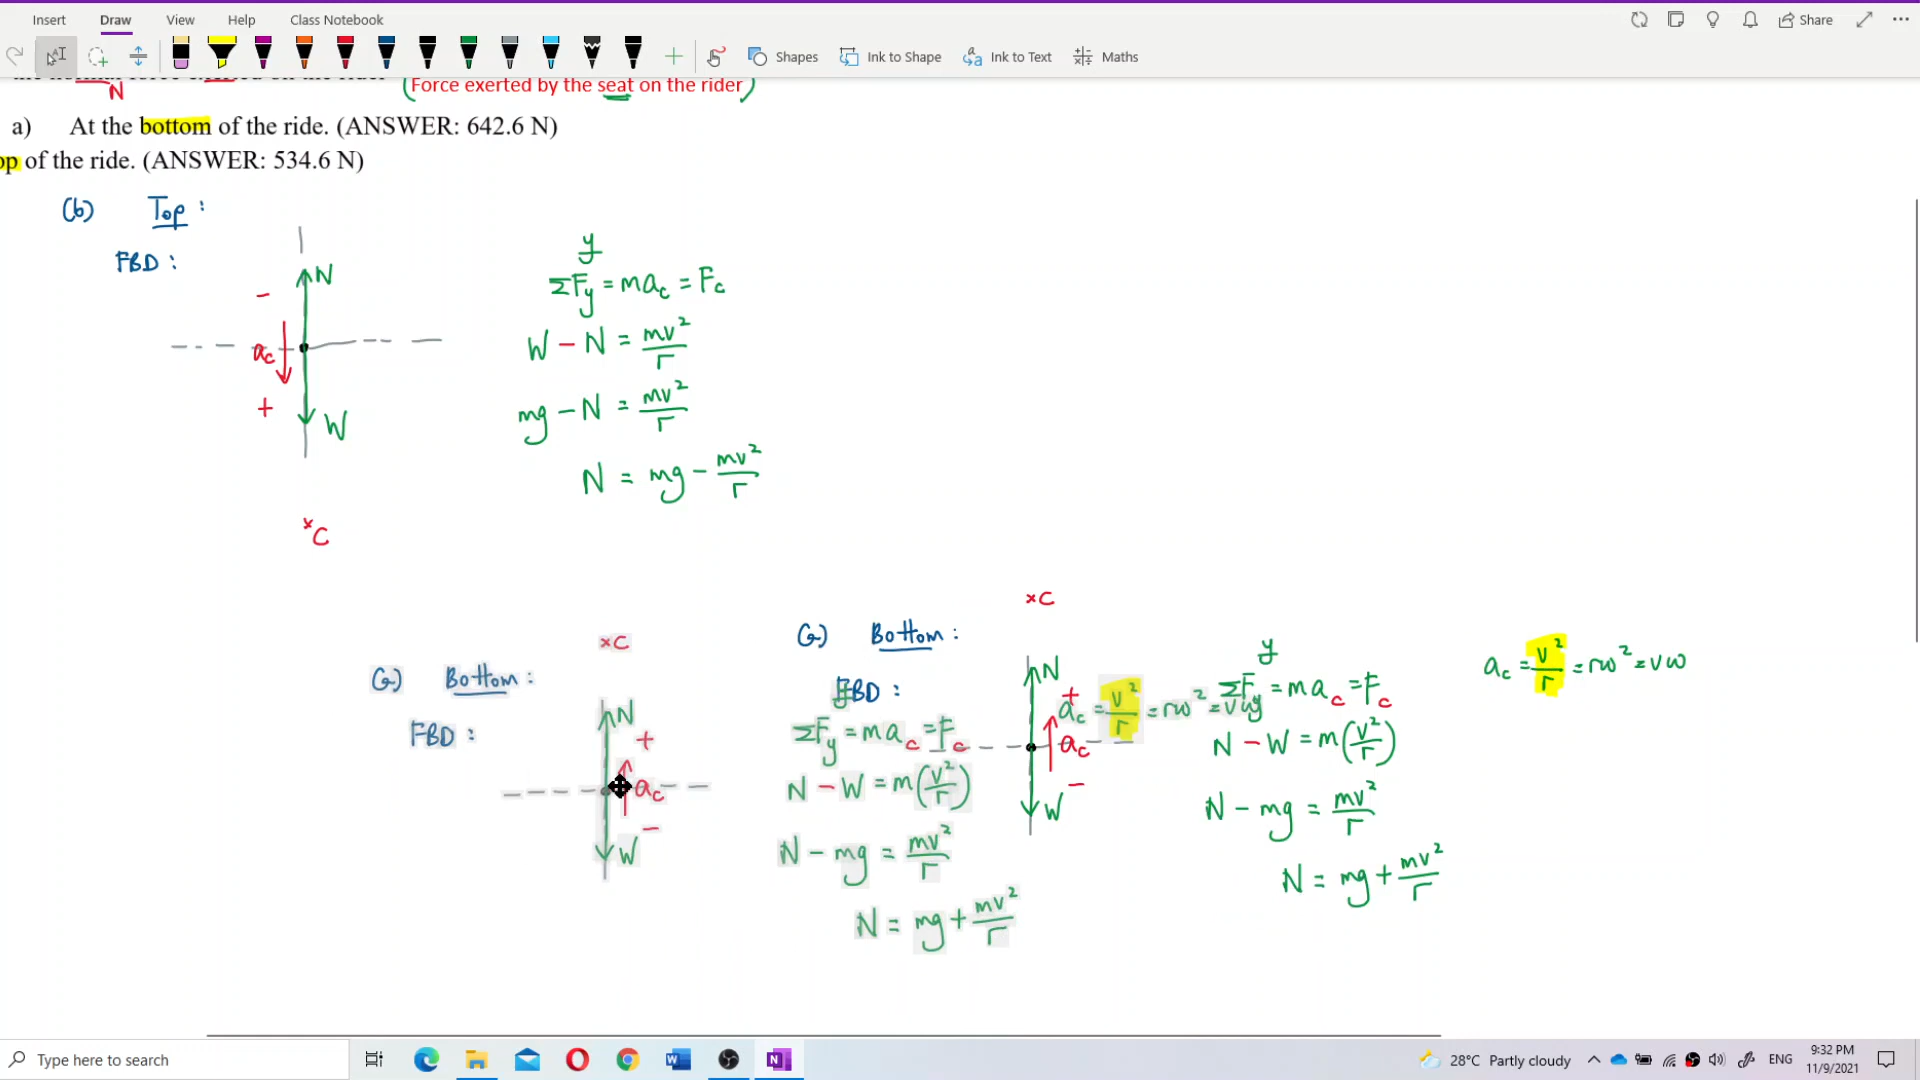 Insert Draw View Help Class Notebook Share
Shapes Ink to Shape Ink to Text Maths
N
(Force exerted by the seat on the rider)
a) At the bottom of the ride. (ANSWER: 642.6 N)
op of the ride. (ANSWER: 534.6 N)
(b) Top :
FBD :
N
−
ac
+
W
×C
y
ΣFy = mac = Fc
W − N = mv²/r
mg − N = mv²/r
N = mg − mv²/r
×C
(a) Bottom :
FBD :
N
+
ac
−
W
y
ΣFy = mac = Fc
N − W = m(v²/r)
N − mg = mv²/r
N = mg + mv²/r
ac = v²/r = rω² = vω
×C
(a) Bottom :
FBD :
N
+
ac
−
W
y
ΣFy = mac = Fc
N − W = m(v²/r)
N − mg = mv²/r
N = mg + mv²/r
ac = v²/r = rω² = vω
Type here to search
28°C Partly cloudy ENG 9:32 PM
11/9/2021